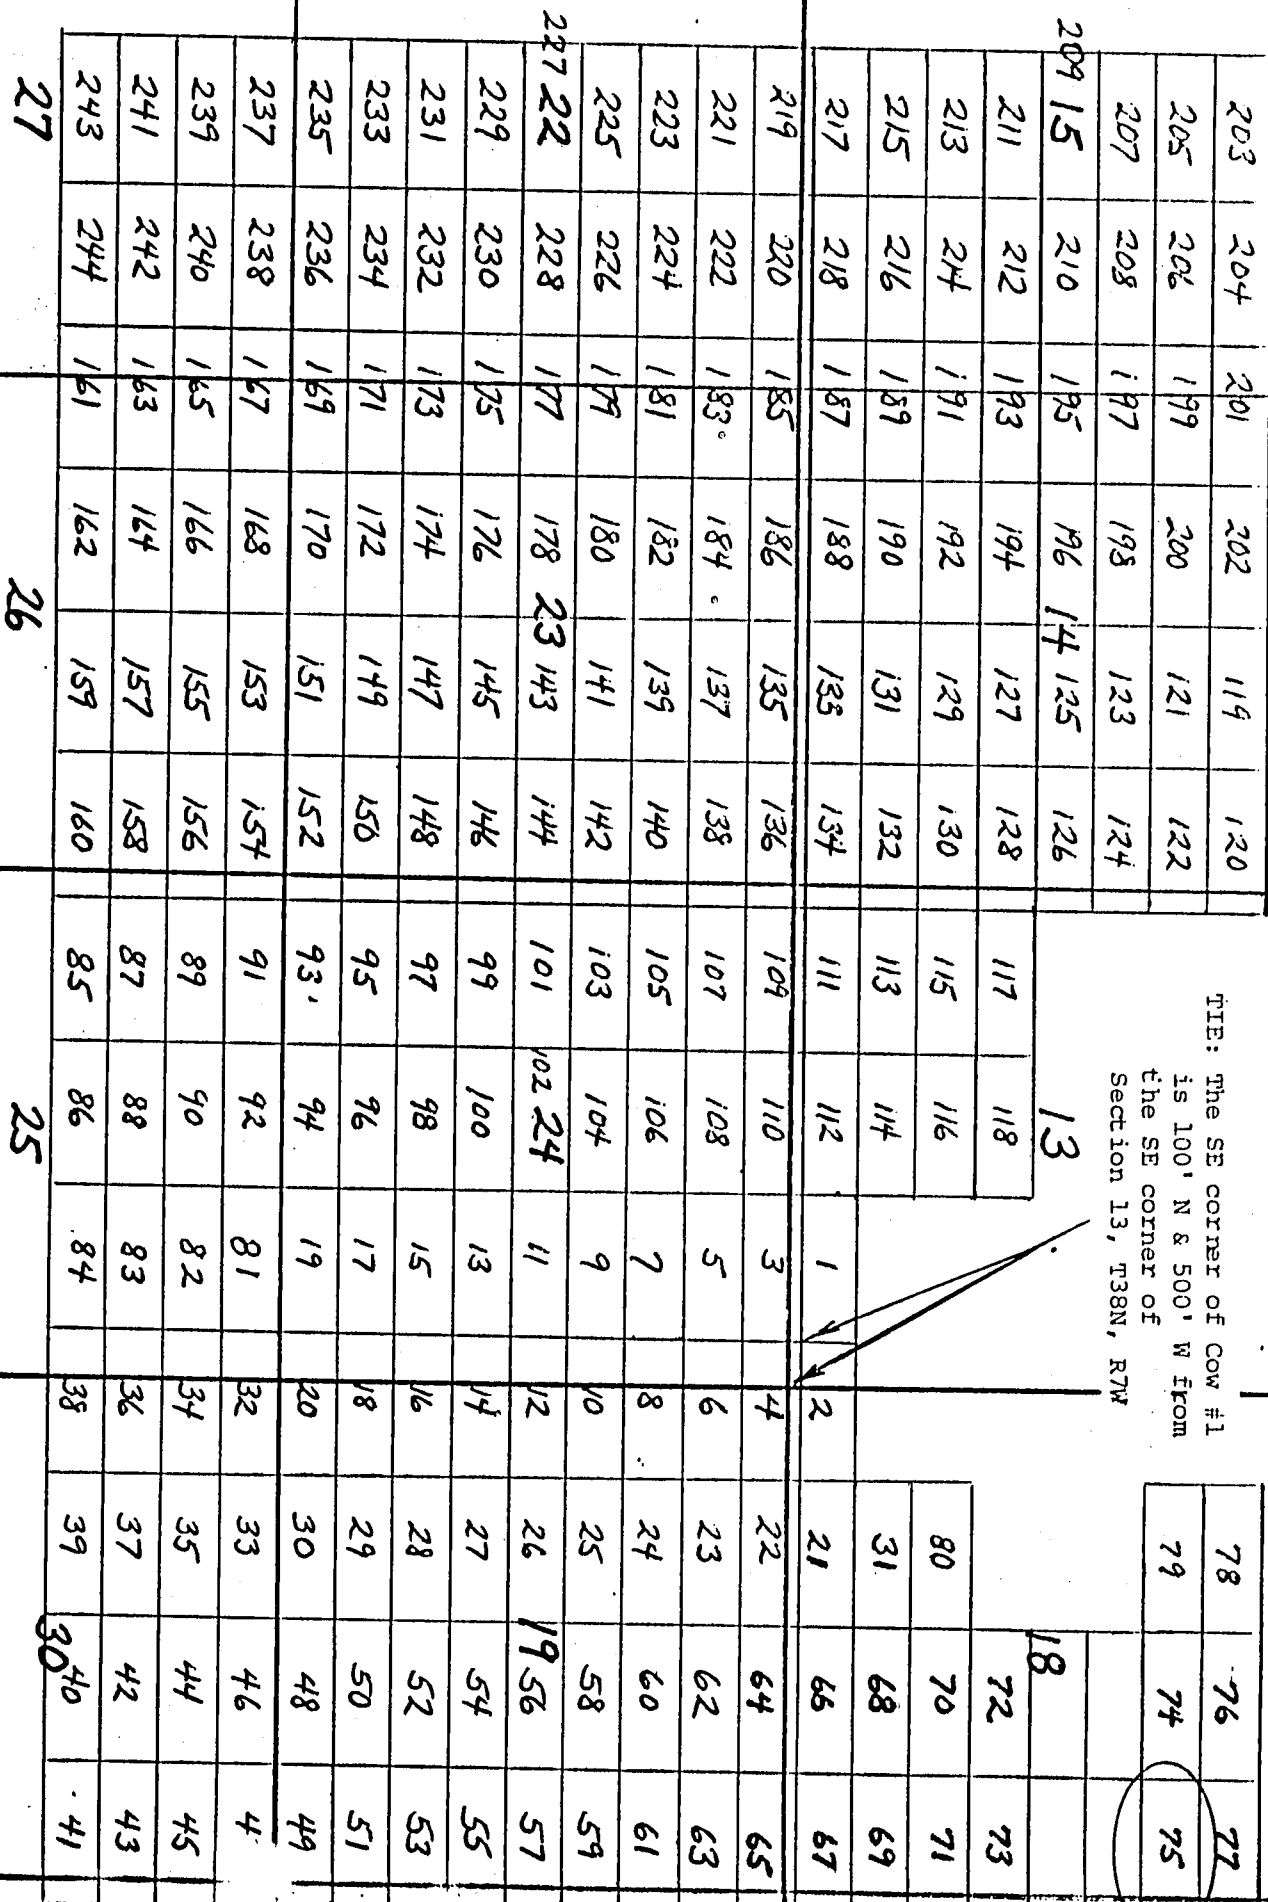 203 204 201 202 119 120 78 76 77
TIE: The SE corner of Cow #1
is 100' N & 500' W from
the SE corner of
Section 13, T38N, R7W
205 206 199 200 121 122 79 74 75
207 208 197 198 123 124
209 15 210 195 196 14 125 126 13 18
211 212 193 194 127 128 117 118 72 73
213 214 191 192 129 130 115 116 80 70 71
215 216 189 190 131 132 113 114 31 68 69
217 218 187 188 133 134 111 112 1 2 21 66 67
219 220 185 186 135 136 109 110 3 4 22 64 65
221 222 183 184 137 138 107 108 5 6 23 62 63
223 224 181 182 139 140 105 106 7 8 24 60 61
225 226 179 180 141 142 103 104 9 10 25 58 59
227 22 228 177 178 23 143 144 101 102 24 11 12 26 19 56 57
229 230 175 176 145 146 99 100 13 14 27 54 55
231 232 173 174 147 148 97 98 15 16 28 52 53
233 234 171 172 149 150 95 96 17 18 29 50 51
235 236 169 170 151 152 93 94 19 20 30 48 49
237 238 167 168 153 154 91 92 81 32 33 46 4
239 240 165 166 155 156 89 90 82 34 35 44 45
241 242 163 164 157 158 87 88 83 36 37 42 43
243 244 161 162 159 160 85 86 84 38 39 40 41
27 26 25 30